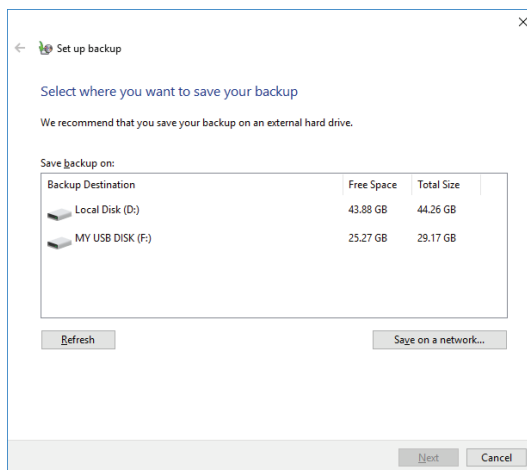 Set up backup
Select where you want to save your backup
We recommend that you save your backup on an external hard drive.
Save backup on:
Backup Destination Free Space Total Size
Local Disk (D:) 43.88 GB 44.26 GB
MY USB DISK (F:) 25.27 GB 29.17 GB
Refresh Save on a network...
Next Cancel